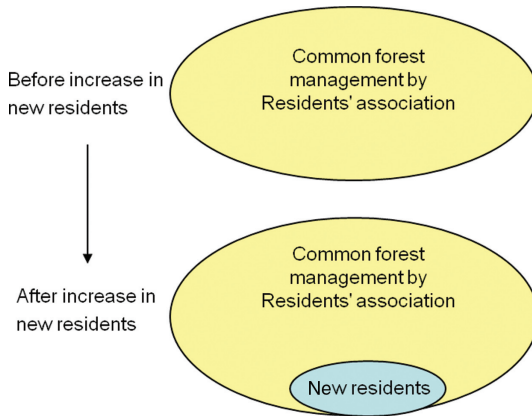 Common forest
management by
Residents' association
Before increase in
new residents
Common forest
management by
Residents' association
After increase in
new residents
New residents